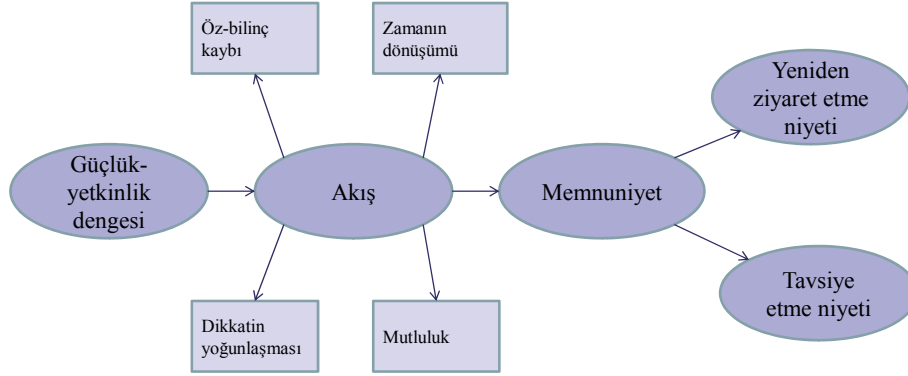 Öz-bilinç
kaybı
Zamanın
dönüşümü
Yeniden
ziyaret etme
niyeti
Güçlük-
yetkinlik
dengesi
Akış
Memnuniyet
Tavsiye
etme niyeti
Dikkatin
yoğunlaşması
Mutluluk